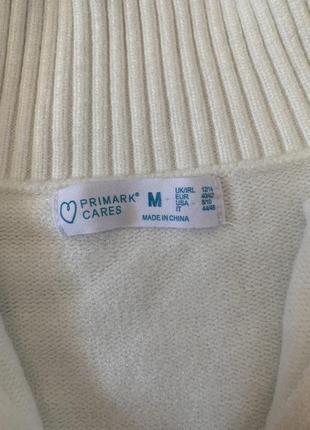 PRIMARK®
CARES
M
UK/IRL 12/14
EUR 40/42
USA 8/10
IT 44/46
MADE IN CHINA